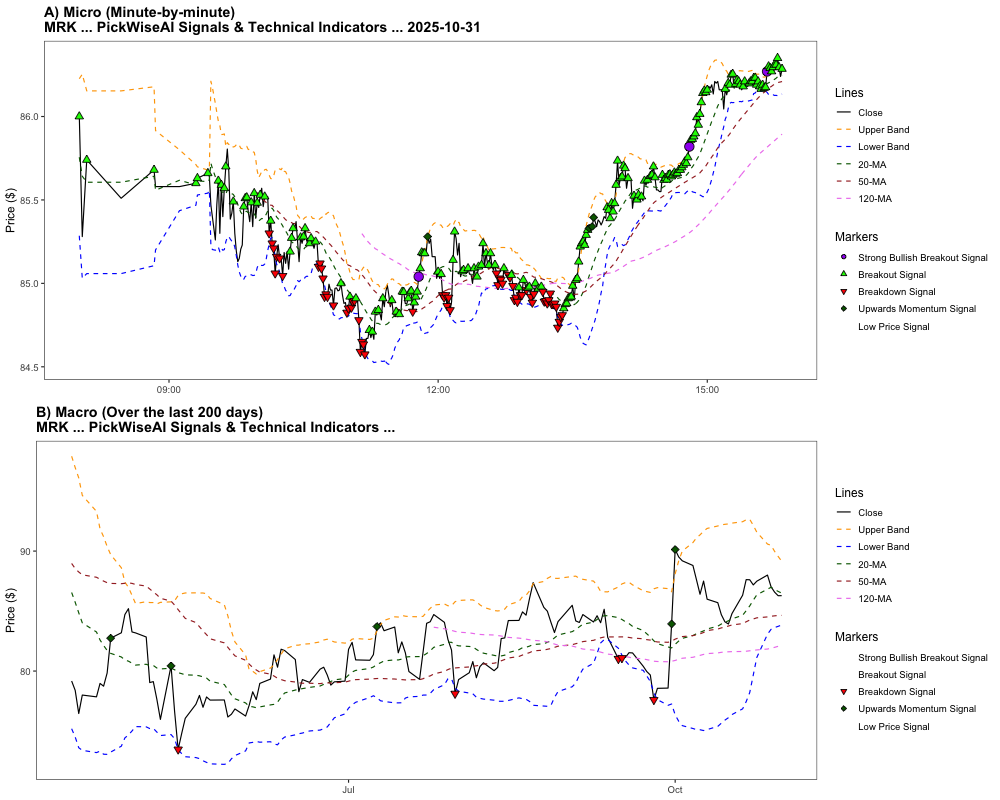 A) Micro (Minute-by-minute)
MRK ... PickWiseAI Signals & Technical Indicators ... 2025-10-31
Price ($)
86.0
85.5
85.0
84.5
09:00
12:00
15:00
Lines
Close
Upper Band
Lower Band
20-MA
50-MA
120-MA
Markers
Strong Bullish Breakout Signal
Breakout Signal
Breakdown Signal
Upwards Momentum Signal
Low Price Signal
B) Macro (Over the last 200 days)
MRK ... PickWiseAI Signals & Technical Indicators ...
Price ($)
90
80
Jul
Oct
Lines
Close
Upper Band
Lower Band
20-MA
50-MA
120-MA
Markers
Strong Bullish Breakout Signal
Breakout Signal
Breakdown Signal
Upwards Momentum Signal
Low Price Signal